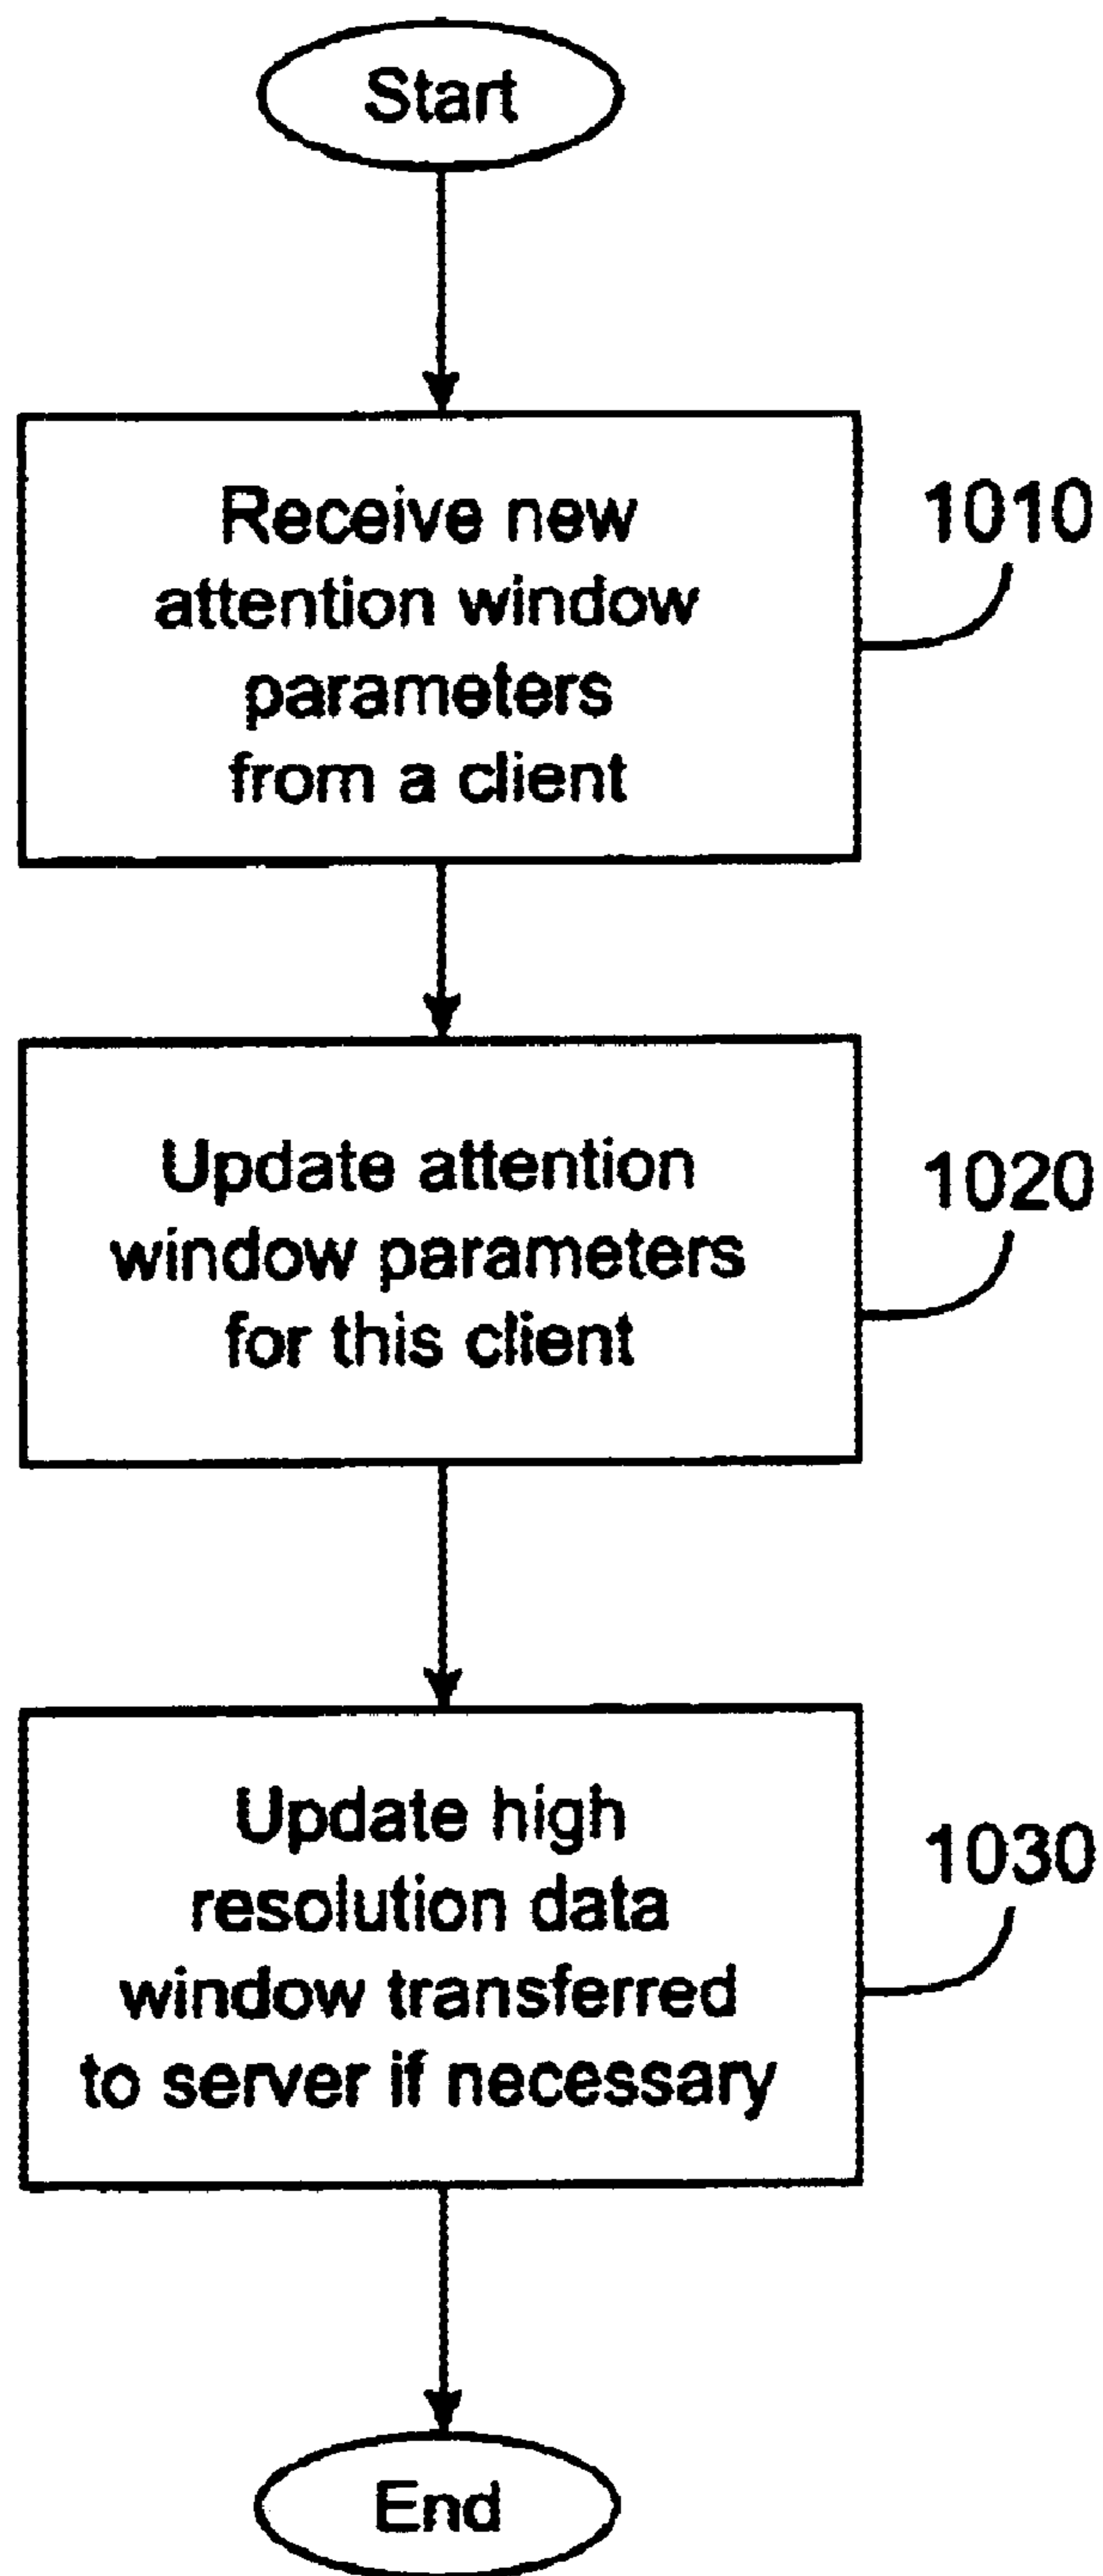 Start
Receive new
attention window
parameters
from a client
1010
Update attention
window parameters
for this client
1020
Update high
resolution data
window transferred
to server if necessary
1030
End